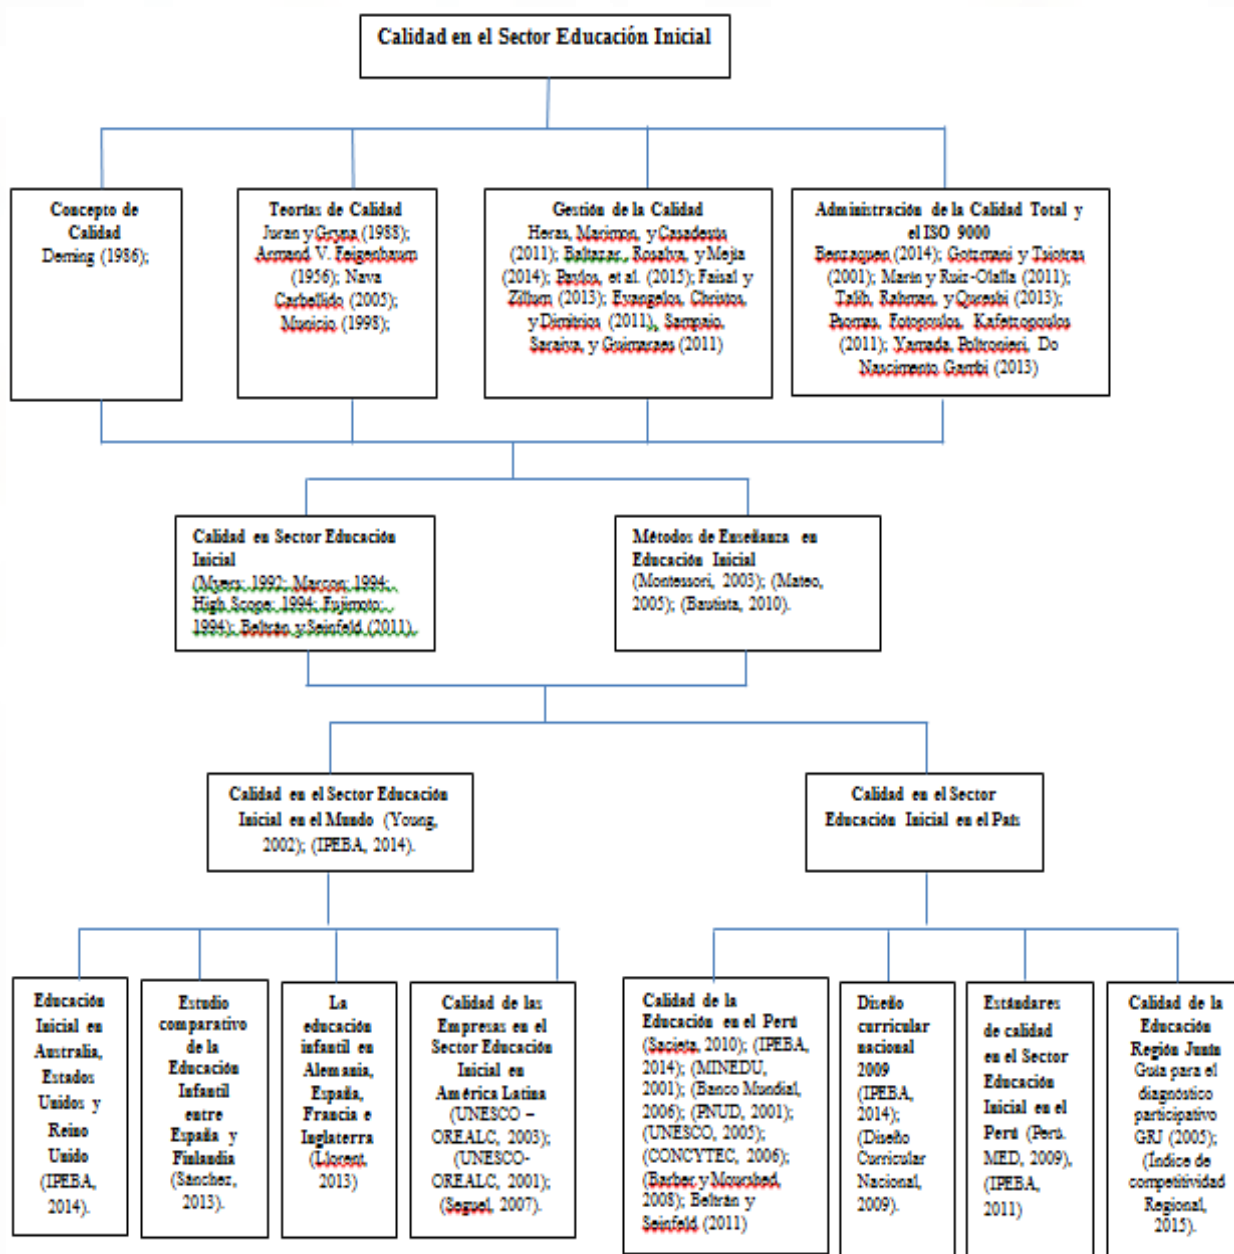 Calidad en el Sector Educación Inicial
Concepto de
Calidad
Deming (1986);
Teorías de Calidad
Juran y Gryna (1988);
Armand V. Feigenbaum
(1956); Nava
Carbellido (2005);
Municio (1998);
Gestión de la Calidad
Heras, Marimon, y Casadesús
(2011); Baltazar, Rosalva, y Mejía
(2014); Pavlos, et al. (2015); Faisal y
Zillum (2013); Evangelos, Christos,
y Dimitrios (2011), Sampaio,
Saraiva, y Guimaraes (2011)
Administración de la Calidad Total y
el ISO 9000
Benzaquen (2014); Gotzmani y Tsiotras
(2001); Marín y Ruiz-Olalla (2011);
Talib, Rahman, y Qureshi (2013);
Psomas, Fotopoulos, Kafetzopoulos
(2011); Yamada, Poltronieri, Do
Nascimento, Gambi (2013)
Calidad en Sector Educación
Inicial
(Myers; 1992; Marcon; 1994;
High Scope; 1994; Fujimoto;
1994); Beltrán y Seinfeld (2011).
Métodos de Enseñanza en
Educación Inicial
(Montessori, 2003); (Mateo,
2005); (Bautista, 2010).
Calidad en el Sector Educación
Inicial en el Mundo (Young,
2002); (IPEBA, 2014).
Calidad en el Sector
Educación Inicial en el País
Educación
Inicial en
Australia,
Estados
Unidos y
Reino
Unido
(IPEBA,
2014).
Estudio
comparativo
de la
Educación
Infantil
entre
España y
Finlandia
(Sánchez,
2013).
La
educación
infantil en
Alemania,
España,
Francia e
Inglaterra
(Llorent,
2013)
Calidad de las
Empresas en el
Sector Educación
Inicial en
América Latina
(UNESCO –
OREALC, 2003);
(UNESCO-
OREALC, 2001);
(Seguel, 2007).
Calidad de la
Educación en el Perú
(Sacieta, 2010); (IPEBA,
2014); (MINEDU,
2001); (Banco Mundial,
2006); (PNUD, 2001);
(UNESCO, 2005);
(CONCYTEC, 2006);
(Barber y Mourshed,
2008); Beltrán y
Seinfeld (2011)
Diseño
curricular
nacional
2009
(IPEBA,
2014);
(Diseño
Curricular
Nacional,
2009).
Estándares
de calidad
en el Sector
Educación
Inicial en el
Perú (Perú.
MED, 2009),
(IPEBA,
2011)
Calidad de la
Educación
Región Junín
Guía para el
diagnóstico
participativo
GRJ (2005);
(Índice de
competitividad
Regional,
2015).